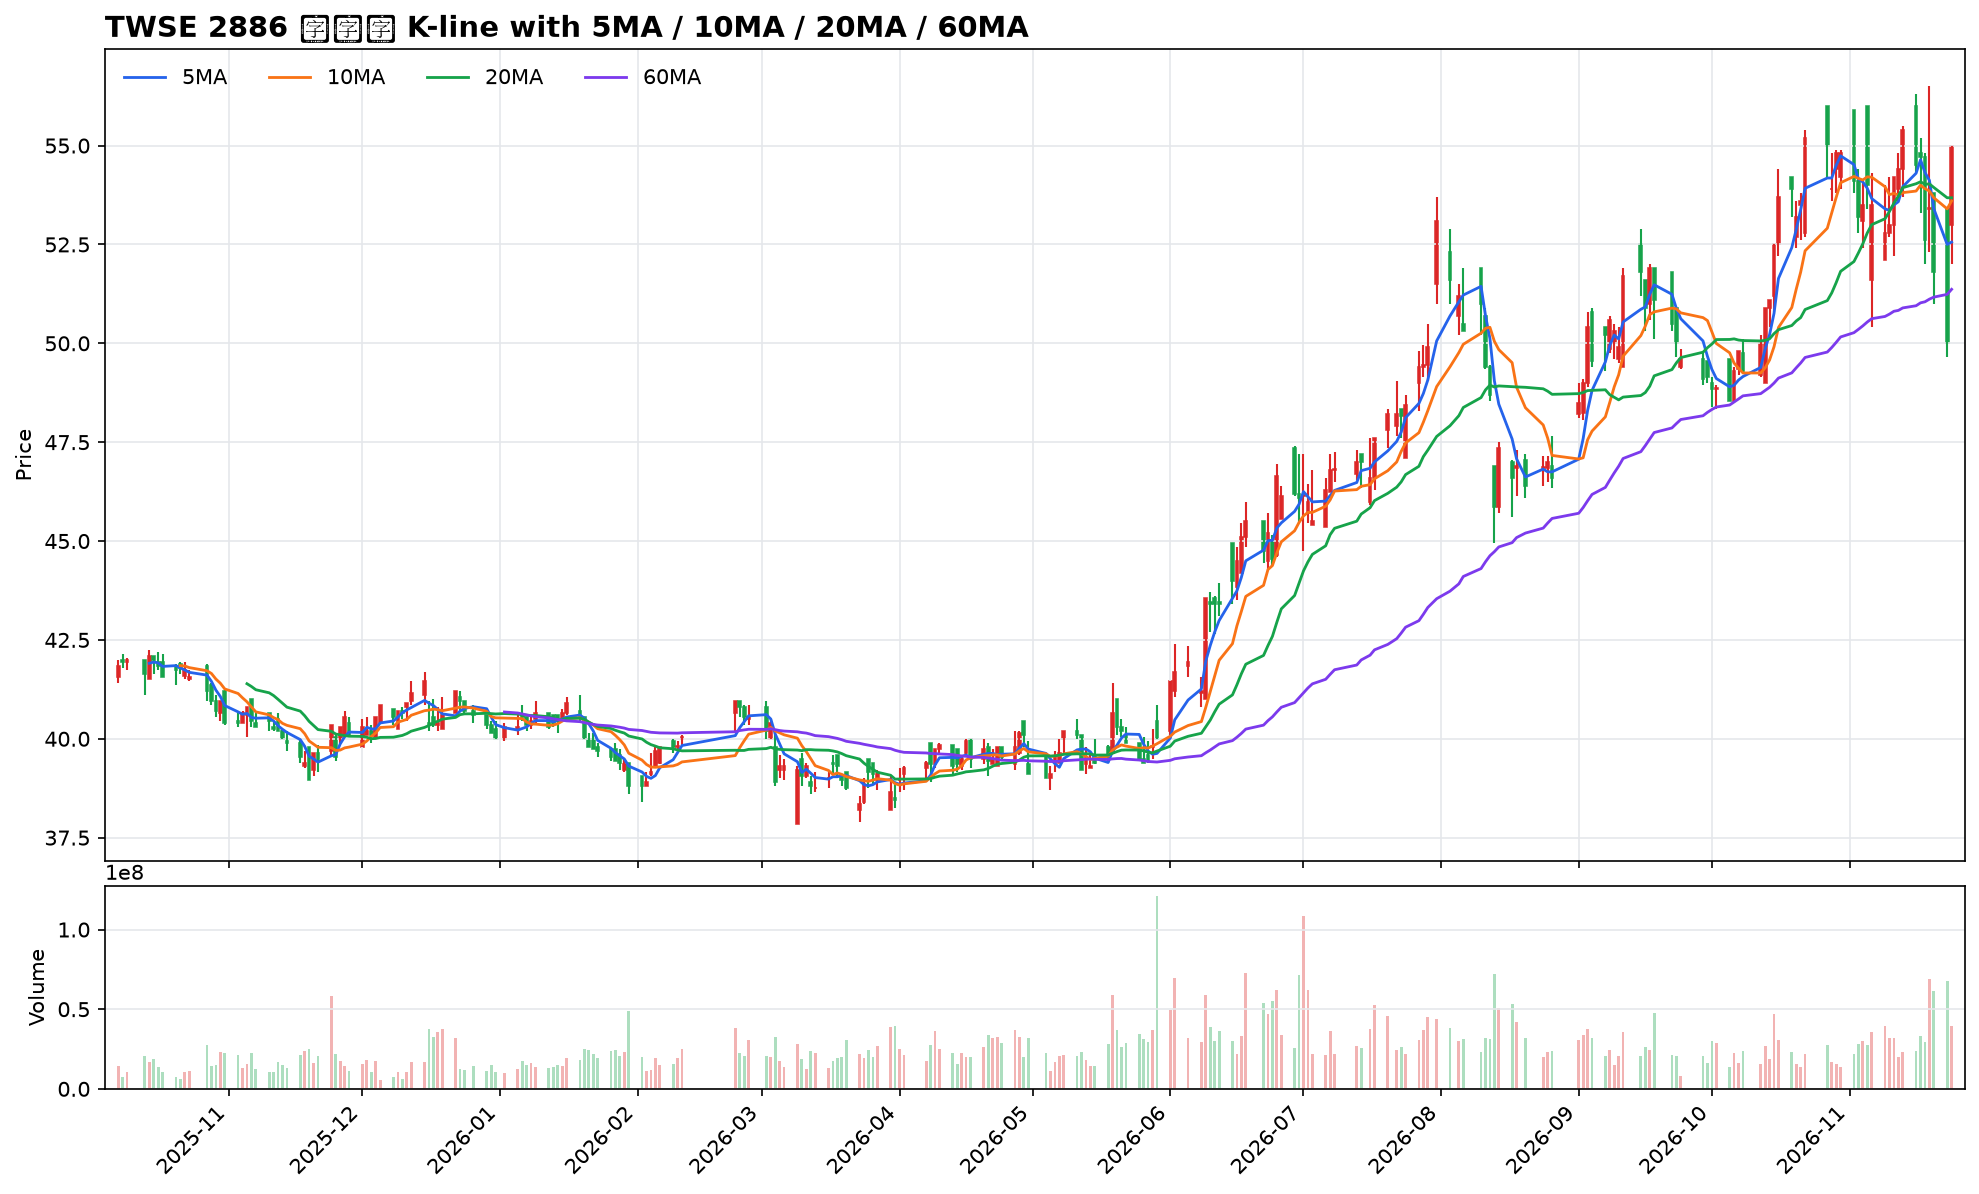 TWSE 2886 字字字 K-line with 5MA / 10MA / 20MA / 60MA
5MA 10MA 20MA 60MA
Price
55.0
52.5
50.0
47.5
45.0
42.5
40.0
37.5
1e8
Volume
1.0
0.5
0.0
2025-11 2025-12 2026-01 2026-02 2026-03 2026-04 2026-05 2026-06 2026-07 2026-08 2026-09 2026-10 2026-11